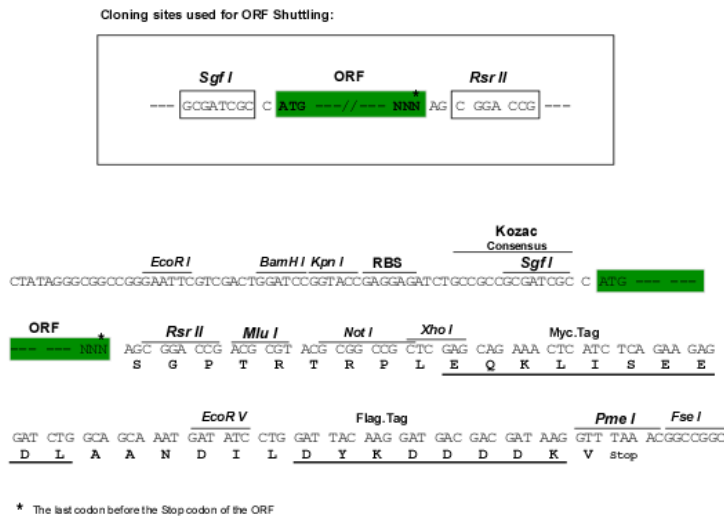 Cloning sites used for ORF Shuttling:
Sgf I ORF Rsr II
*
--- GCGATCGC C ATG ---//--- NNN AG C GGA CCG ---
Kozac
Consensus
EcoR I BamH I Kpn I RBS Sgf I
CTATAGGGCGGCCGGGAATTCGTCGACTGGATCCGGTACCGAGGAGATCTGCCGCCGCGATCGC C ATG --- ---
ORF Rsr II Mlu I Not I Xho I Myc.Tag
*
--- --- NNN AGC GGA CCG ACG CGT ACG CGG CCG CTC GAG CAG AAA CTC ATC TCA GAA GAG
S G P T R T R P L E Q K L I S E E
EcoR V Flag.Tag Pme I Fse I
GAT CTG GCA GCA AAT GAT ATC CTG GAT TAC AAG GAT GAC GAC GAT AAG GTT TAA ACGGCCGGC
D L A A N D I L D Y K D D D D K V Stop
* The last codon before the Stop codon of the ORF